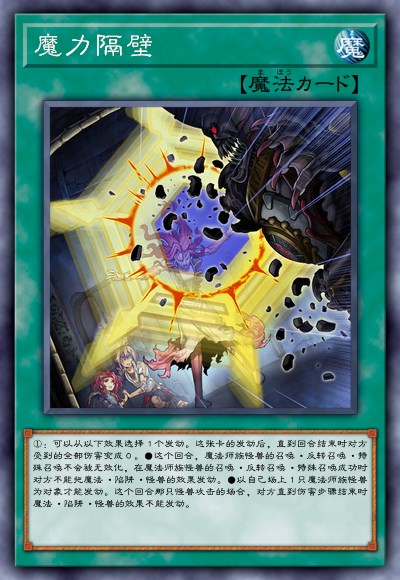 魔力隔壁
魔
【魔法カード】
ま ほう
①：可以从以下效果选择１个发动。这张卡的发动后，直到回合结束时对方
受到的全部伤害变成０。●这个回合，魔法师族怪兽的召唤・反转召唤・特
殊召唤不会被无效化，在魔法师族怪兽的召唤・反转召唤・特殊召唤成功时
对方不能把魔法・陷阱・怪兽的效果发动。●以自己场上１只魔法师族怪兽
为对象才能发动。这个回合那只怪兽攻击的场合，对方直到伤害步骤结束时
魔法・陷阱・怪兽的效果不能发动。